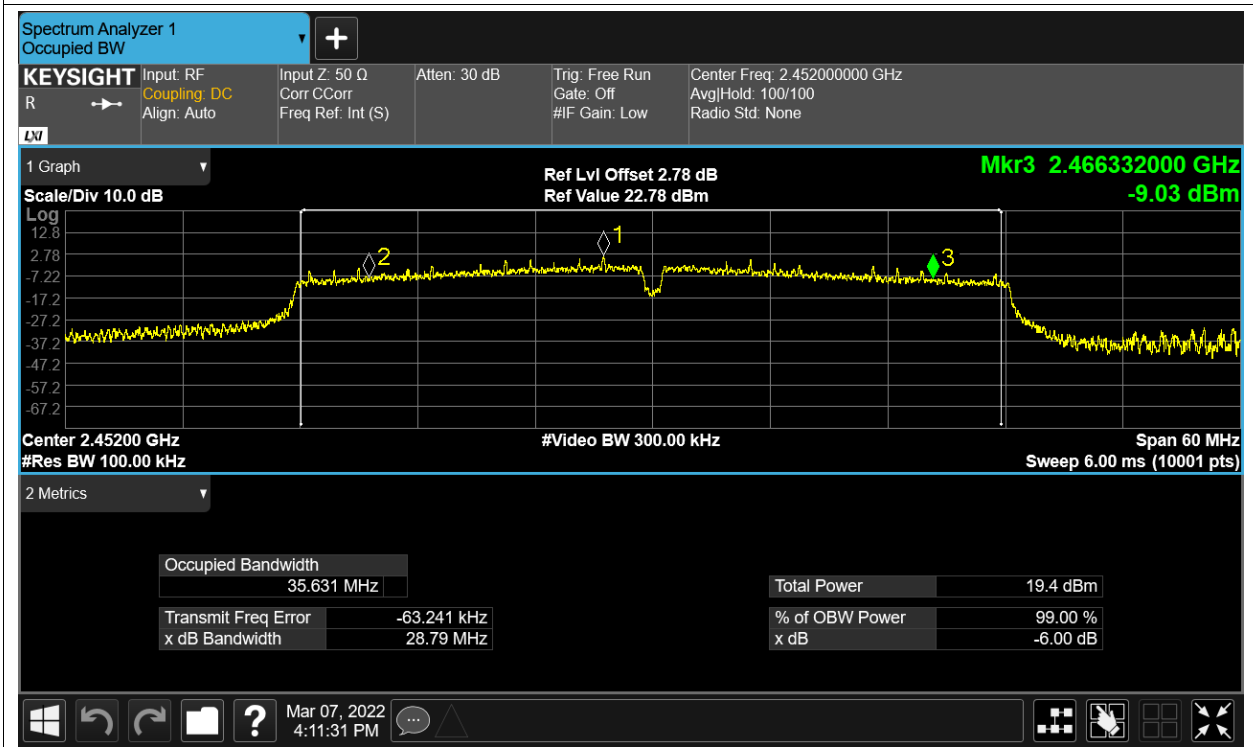 Spectrum Analyzer 1
Occupied BW
KEYSIGHT
R
LXI
Input: RF
Coupling: DC
Align: Auto
Input Z: 50 Ω
Corr CCorr
Freq Ref: Int (S)
Atten: 30 dB
Trig: Free Run
Gate: Off
#IF Gain: Low
Center Freq: 2.452000000 GHz
Avg|Hold: 100/100
Radio Std: None
1 Graph
Scale/Div 10.0 dB
Ref Lvl Offset 2.78 dB
Ref Value 22.78 dBm
Mkr3 2.466332000 GHz
-9.03 dBm
Log
12.8
2.78
-7.22
-17.2
-27.2
-37.2
-47.2
-57.2
-67.2
1
2
3
Center 2.45200 GHz
#Res BW 100.00 kHz
#Video BW 300.00 kHz
Span 60 MHz
Sweep 6.00 ms (10001 pts)
2 Metrics
Occupied Bandwidth
35.631 MHz
Transmit Freq Error -63.241 kHz
x dB Bandwidth 28.79 MHz
Total Power 19.4 dBm
% of OBW Power 99.00 %
x dB -6.00 dB
?
Mar 07, 2022
4:11:31 PM